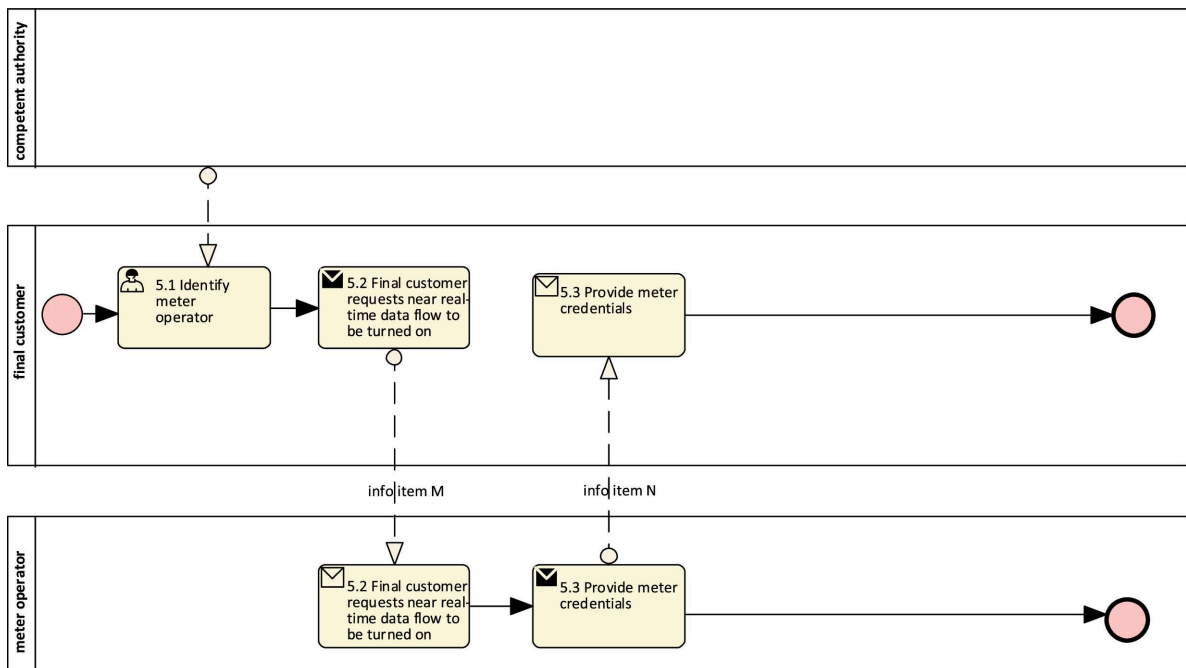 competent authority
final customer
5.1 Identify
meter
operator
5.2 Final customer
requests near real-
time data flow to
be turned on
5.3 Provide meter
credentials
info item M
info item N
meter operator
5.2 Final customer
requests near real-
time data flow to
be turned on
5.3 Provide meter
credentials